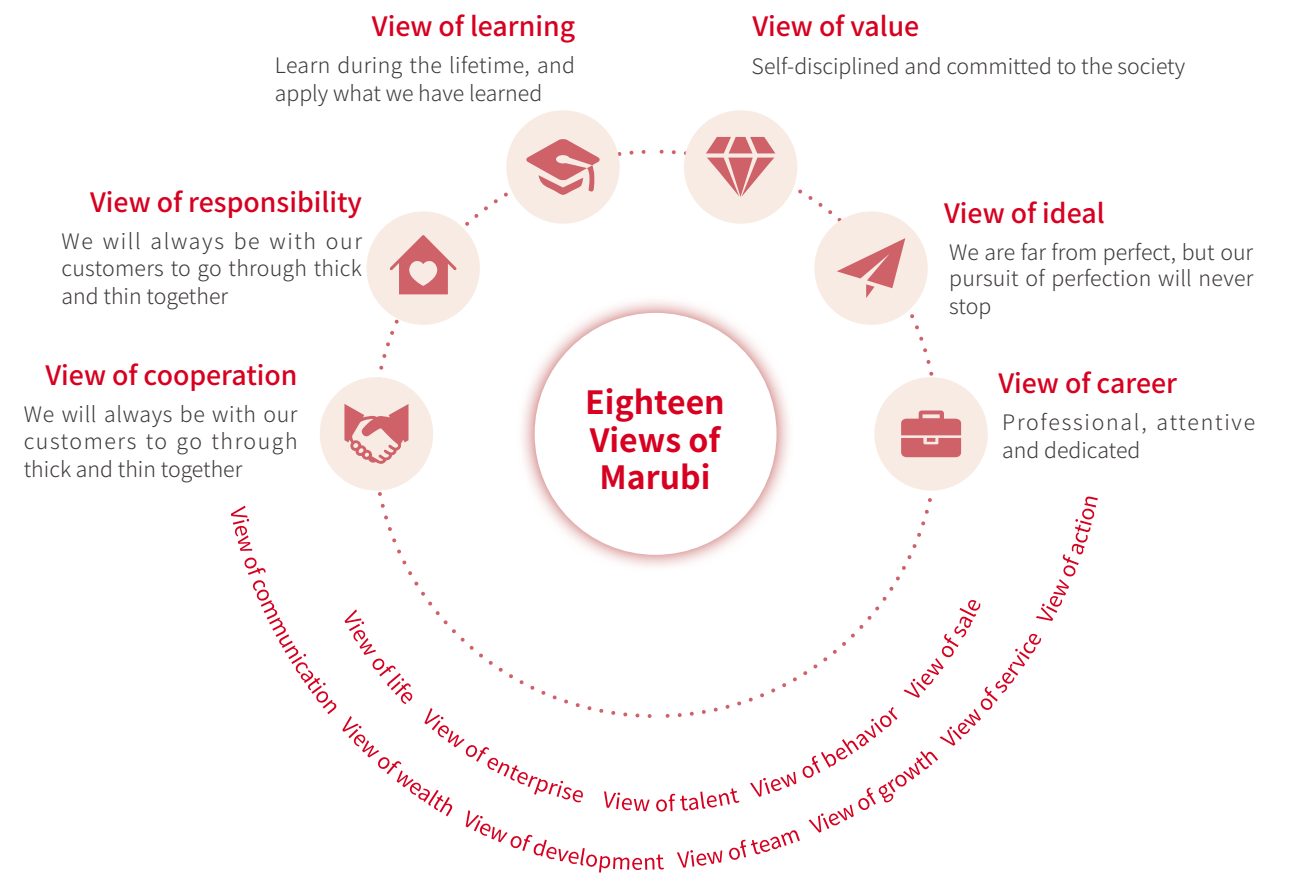 View of learning
Learn during the lifetime, and
apply what we have learned
View of value
Self-disciplined and committed to the society
View of responsibility
We will always be with our
customers to go through thick
and thin together
View of ideal
We are far from perfect, but our
pursuit of perfection will never
stop
View of cooperation
We will always be with our
customers to go through
thick and thin together
View of career
Professional, attentive
and dedicated
Eighteen
Views of
Marubi
View of life
View of enterprise
View of talent
View of behavior
View of sale
View of communication
View of wealth
View of development
View of team
View of growth
View of service
View of action